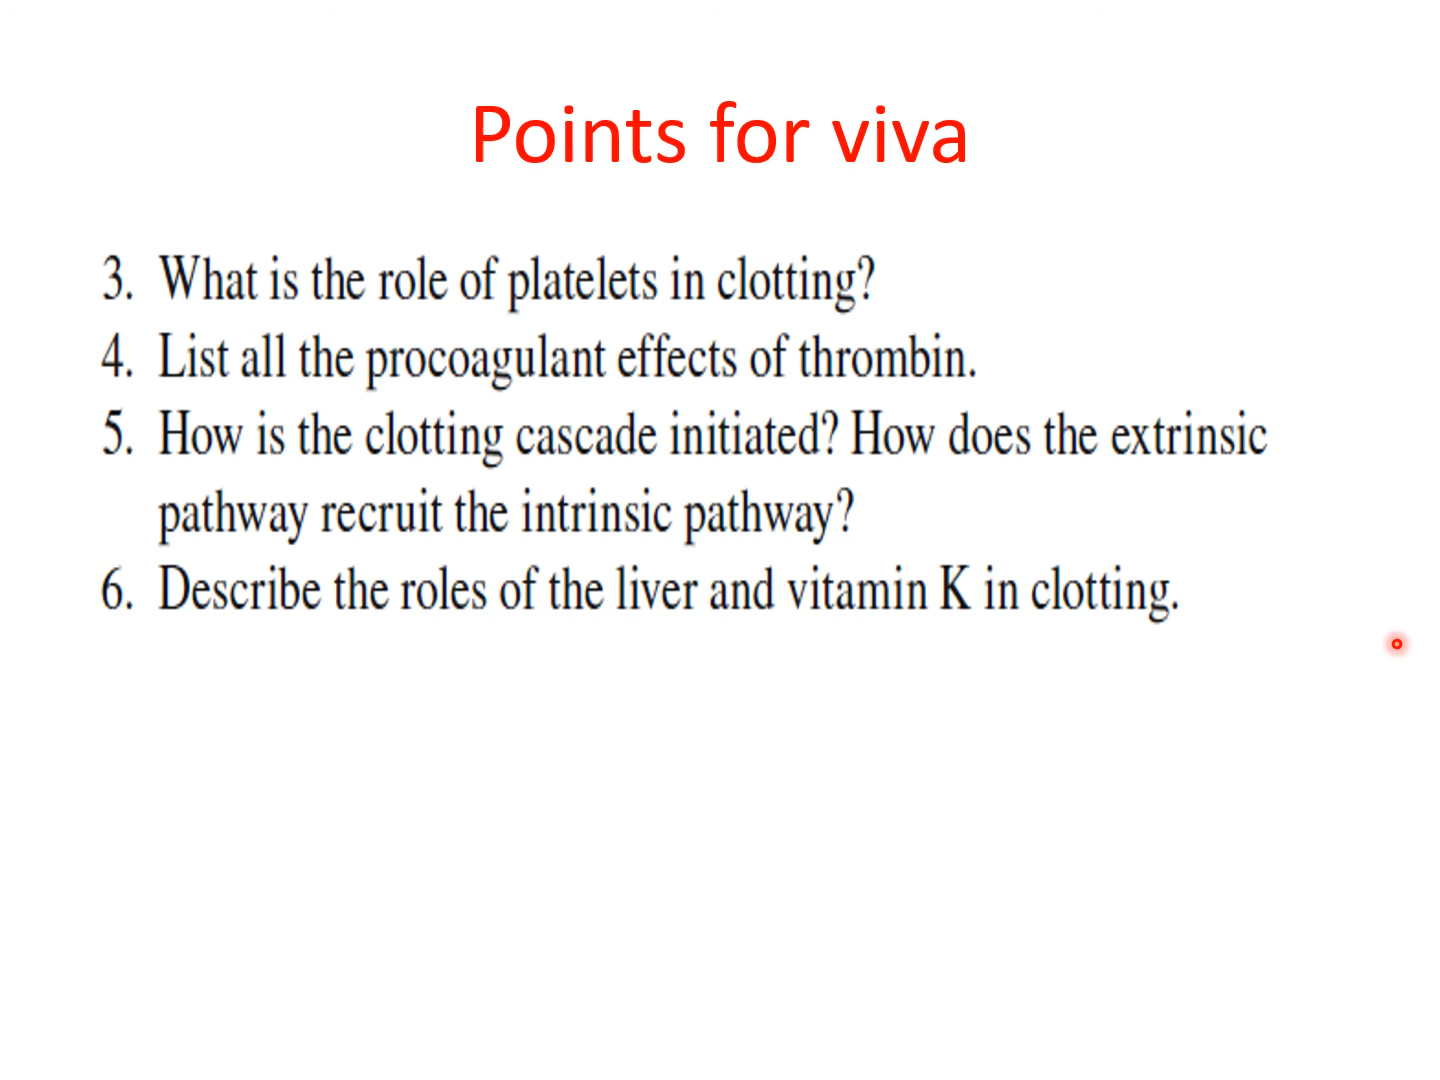 Points for viva
3. What is the role of platelets in clotting?
4. List all the procoagulant effects of thrombin.
5. How is the clotting cascade initiated? How does the extrinsic
pathway recruit the intrinsic pathway?
6. Describe the roles of the liver and vitamin K in clotting.